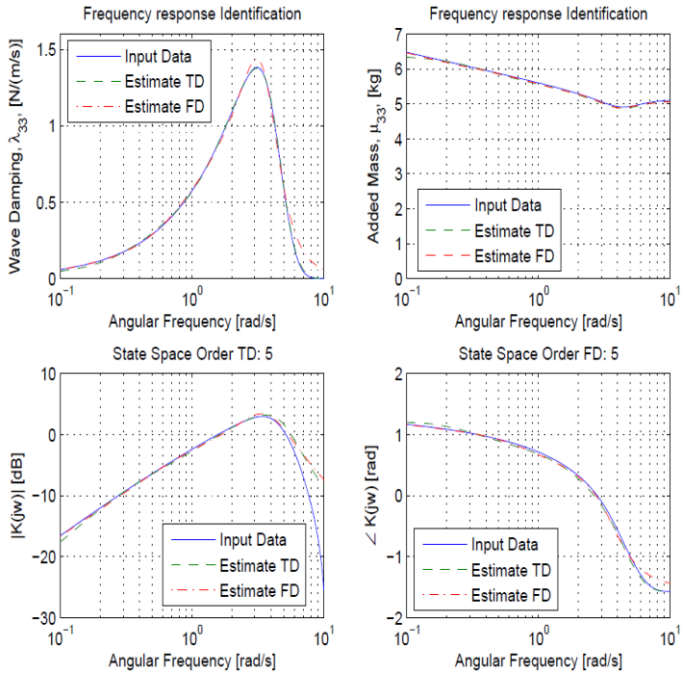 Frequency response Identification
Wave Damping, λ33, [N/(m/s)]
1.5
1
0.5
0
Input Data
Estimate TD
Estimate FD
10^-1
10^0
10^1
Angular Frequency [rad/s]
Frequency response Identification
Added Mass, μ33, [kg]
7
6
5
4
3
2
1
0
Input Data
Estimate TD
Estimate FD
10^-1
10^0
10^1
Angular Frequency [rad/s]
State Space Order TD: 5
|K(jw)| [dB]
10
0
−10
−20
−30
Input Data
Estimate TD
Estimate FD
10^-1
10^0
10^1
Angular Frequency [rad/s]
State Space Order FD: 5
∠ K(jw) [rad]
2
1
0
−1
−2
Input Data
Estimate TD
Estimate FD
10^-1
10^0
10^1
Angular Frequency [rad/s]